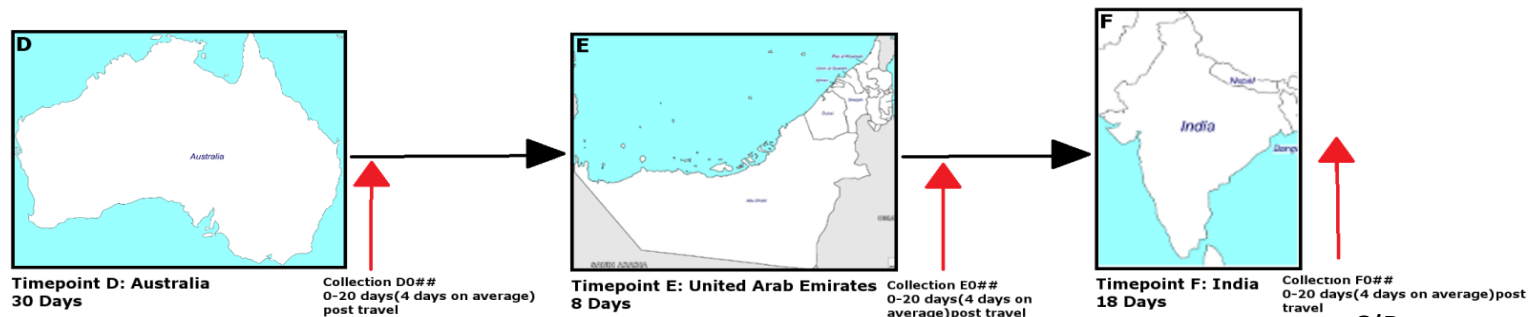 D
Australia
Timepoint D: Australia
30 Days
Collection D0##
0-20 days(4 days on average)
post travel
E
Dubai
Abu Dhabi
SAUDI ARABIA
Timepoint E: United Arab Emirates
8 Days
Collection E0##
0-20 days(4 days on
average)post travel
F
Nepal
India
Timepoint F: India
18 Days
Collection F0##
0-20 days(4 days on average)post
travel